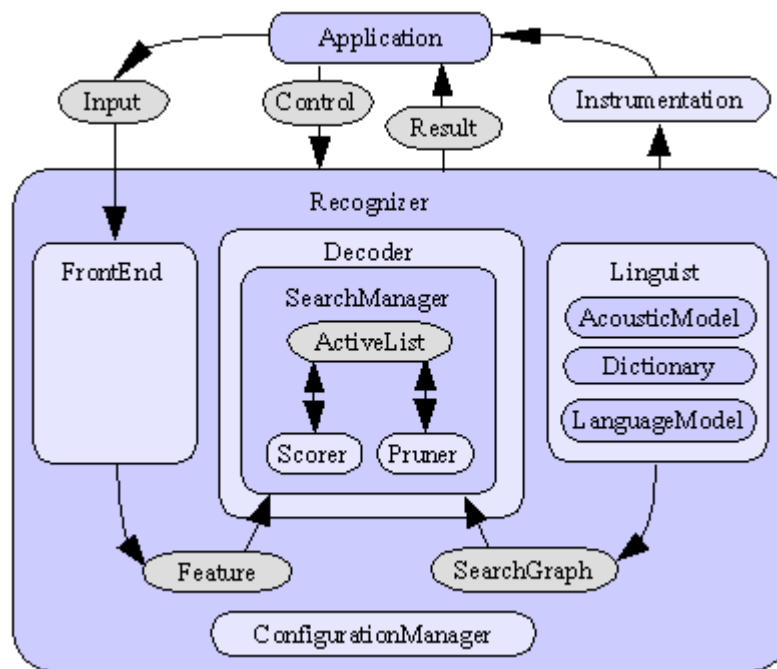 Application
Input
Control
Result
Instrumentation
Recognizer
FrontEnd
Decoder
SearchManager
ActiveList
Scorer
Pruner
Linguist
AcousticModel
Dictionary
LanguageModel
Feature
SearchGraph
ConfigurationManager